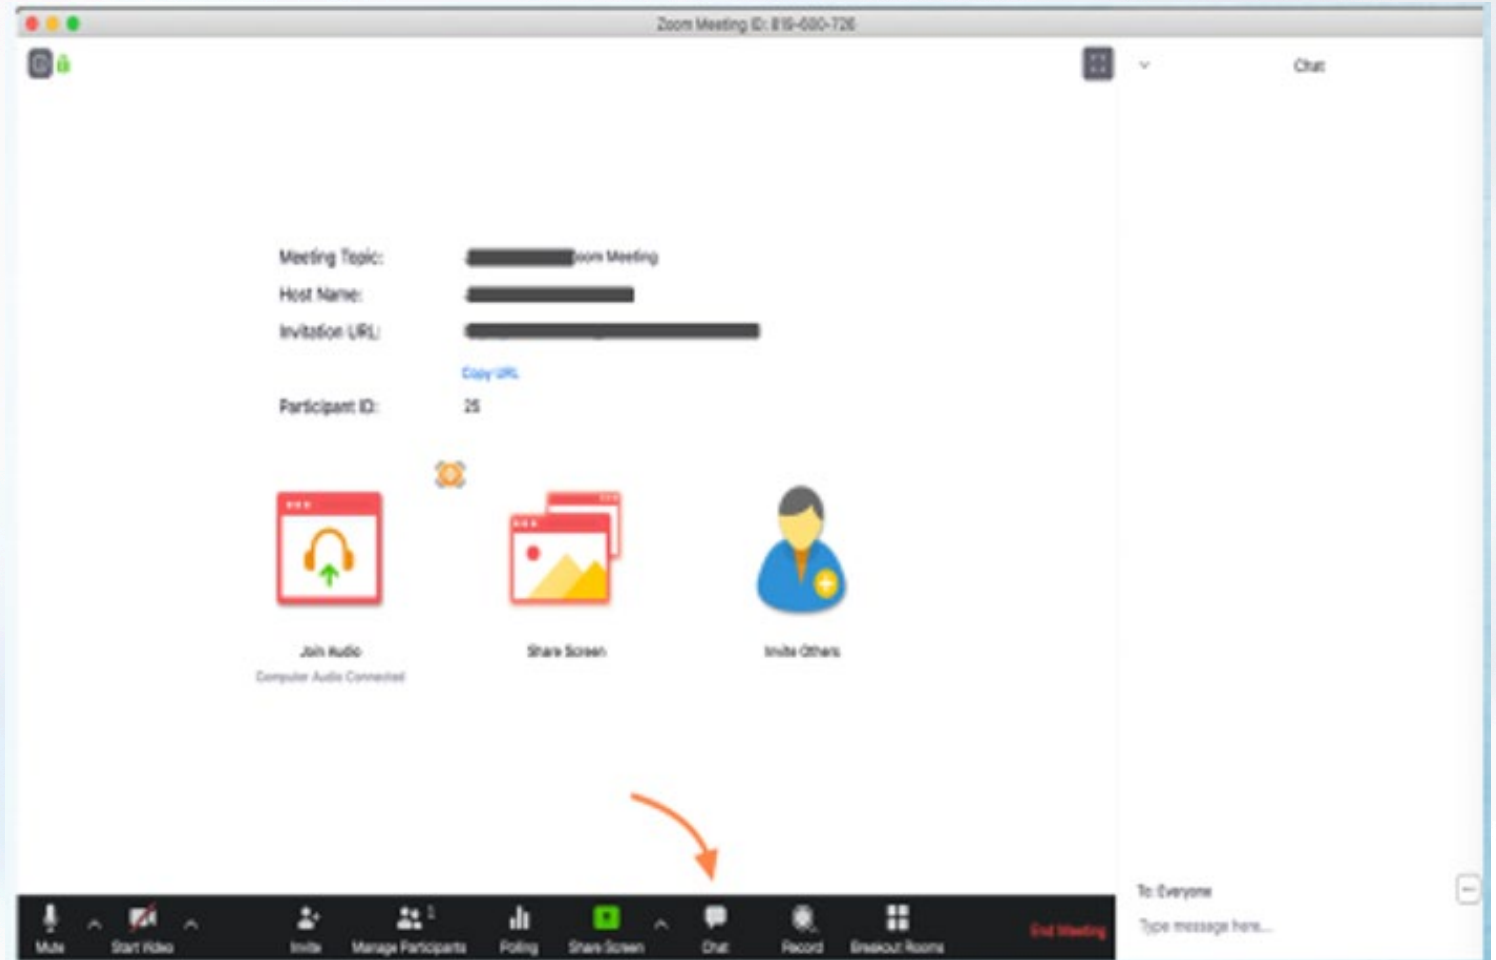 Zoom Meeting ID: 819-600-726
Chat
Meeting Topic: oom Meeting
Host Name:
Invitation URL:
Copy URL
Participant ID: 25
Join Audio
Share Screen
Invite Others
Computer Audio Connected
To: Everyone
Type message here...
1
Mute
Start Video
Invite
Manage Participants
Polling
Share Screen
Chat
Record
Breakout Rooms
End Meeting